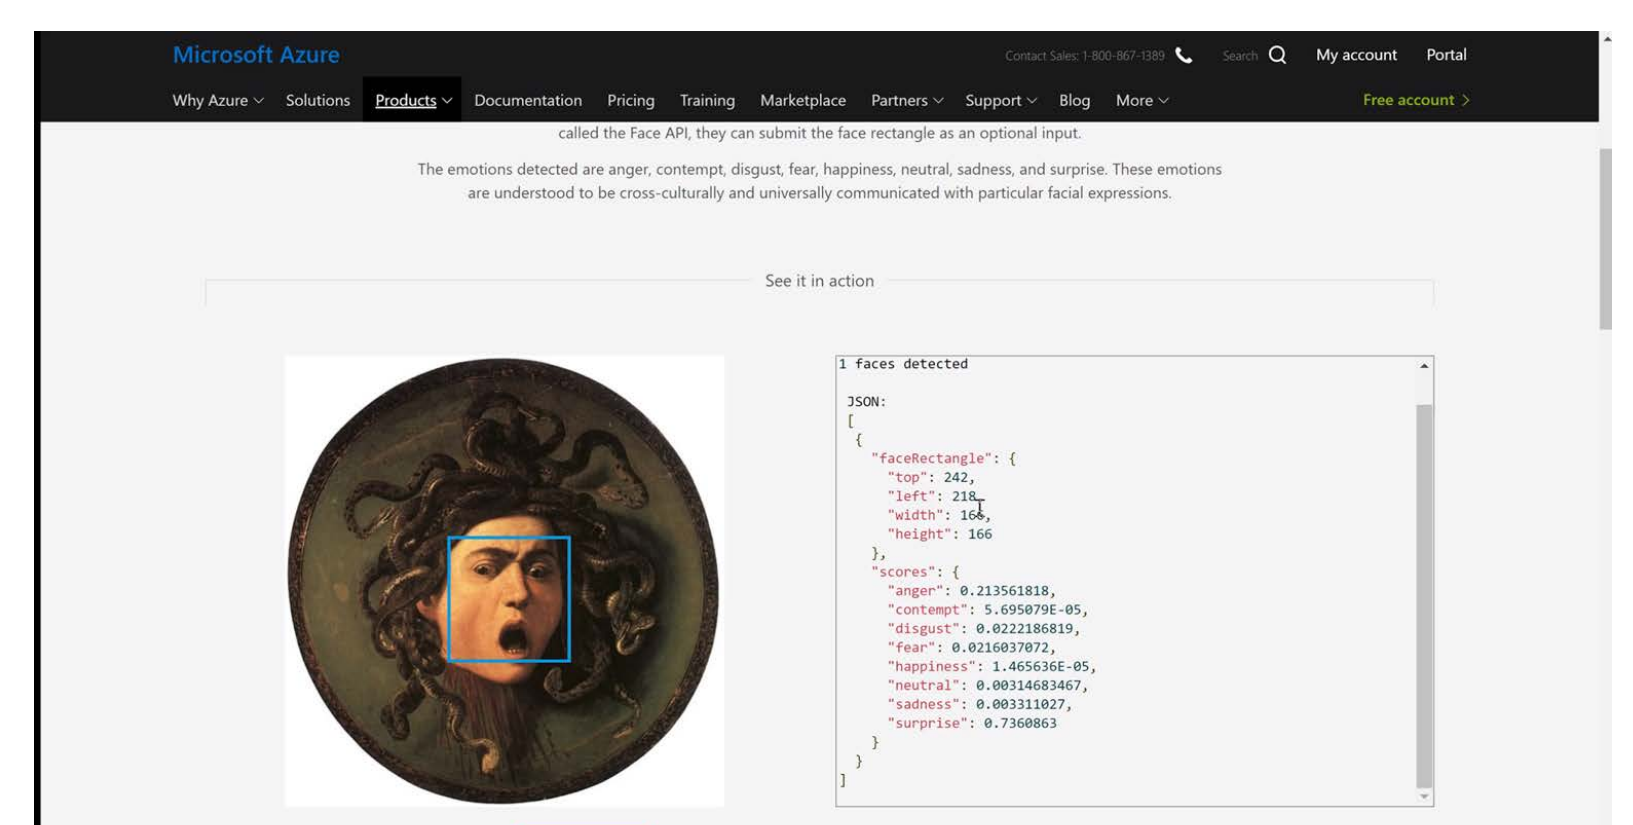 Microsoft Azure
Contact Sales: 1-800-867-1389 Search My account Portal
Why Azure Solutions Products Documentation Pricing Training Marketplace Partners Support Blog More Free account >
called the Face API, they can submit the face rectangle as an optional input.
The emotions detected are anger, contempt, disgust, fear, happiness, neutral, sadness, and surprise. These emotions
are understood to be cross-culturally and universally communicated with particular facial expressions.
See it in action
1 faces detected
JSON:
[
{
"faceRectangle": {
"top": 242,
"left": 218,
"width": 166,
"height": 166
},
"scores": {
"anger": 0.213561818,
"contempt": 5.695079E-05,
"disgust": 0.0222186819,
"fear": 0.0216037072,
"happiness": 1.465636E-05,
"neutral": 0.00314683467,
"sadness": 0.003311027,
"surprise": 0.7360863
}
}
]